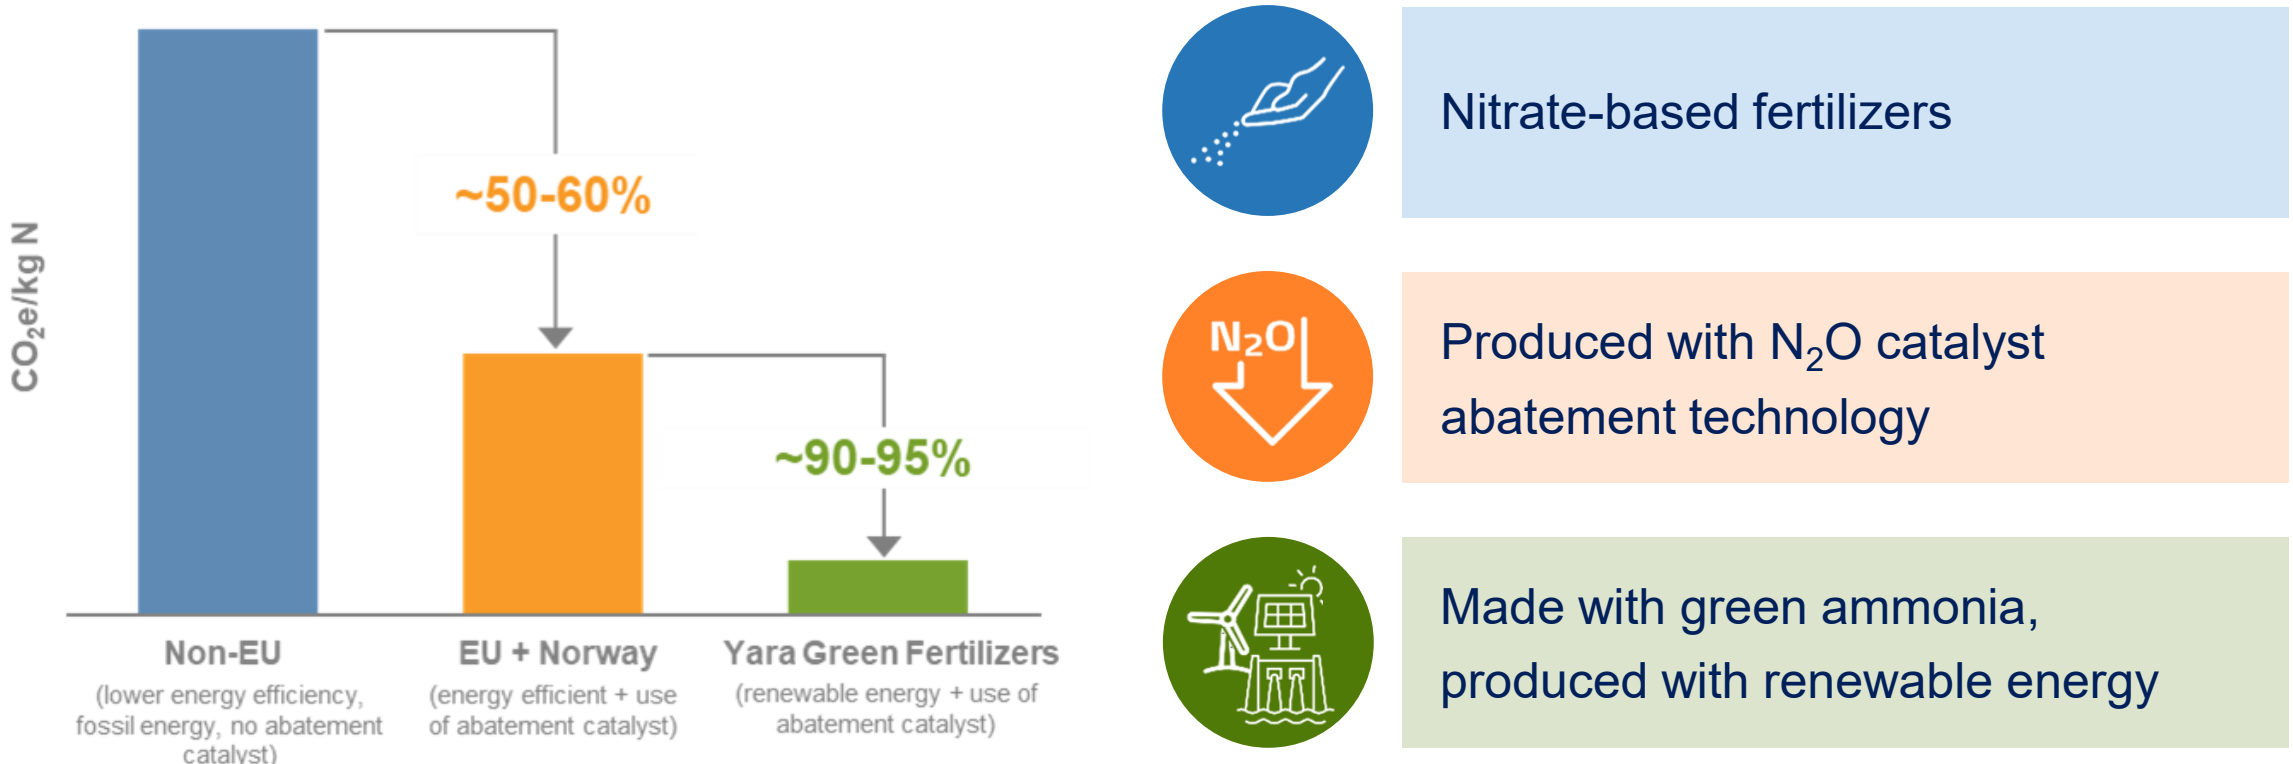 CO₂e/kg N
~50-60%
~90-95%
Non-EU
(lower energy efficiency,
fossil energy, no abatement
catalyst)
EU + Norway
(energy efficient + use
of abatement catalyst)
Yara Green Fertilizers
(renewable energy + use of
abatement catalyst)
Nitrate-based fertilizers
N₂O
Produced with N₂O catalyst
abatement technology
Made with green ammonia,
produced with renewable energy